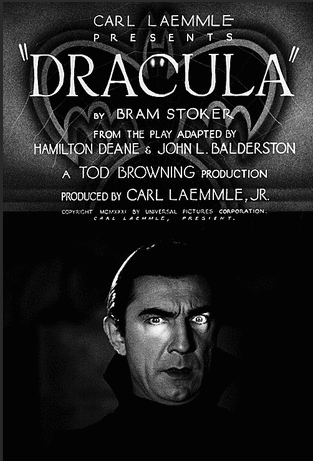 CARL LAEMMLE
PRESENTS
"DRACULA"
BY BRAM STOKER
FROM THE PLAY ADAPTED BY
HAMILTON DEANE & JOHN L. BALDERSTON
A TOD BROWNING PRODUCTION
PRODUCED BY CARL LAEMMLE, JR.
COPYRIGHT MCMXXXI BY UNIVERSAL PICTURES CORPORATION.
CARL LAEMMLE, PRESIENT.